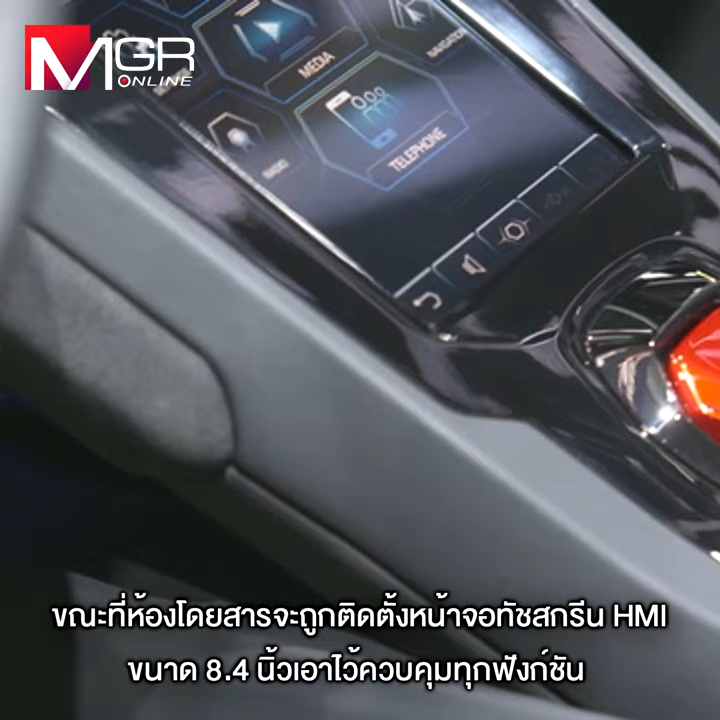 MGR
ONLINE
MEDIA
NAVIGATION
RADIO
TELEPHONE
ขณะที่ห้องโดยสารจะถูกติดตั้งหน้าจอทัชสกรีน HMI
ขนาด 8.4 นิ้วเอาไว้ควบคุมทุกฟังก์ชัน